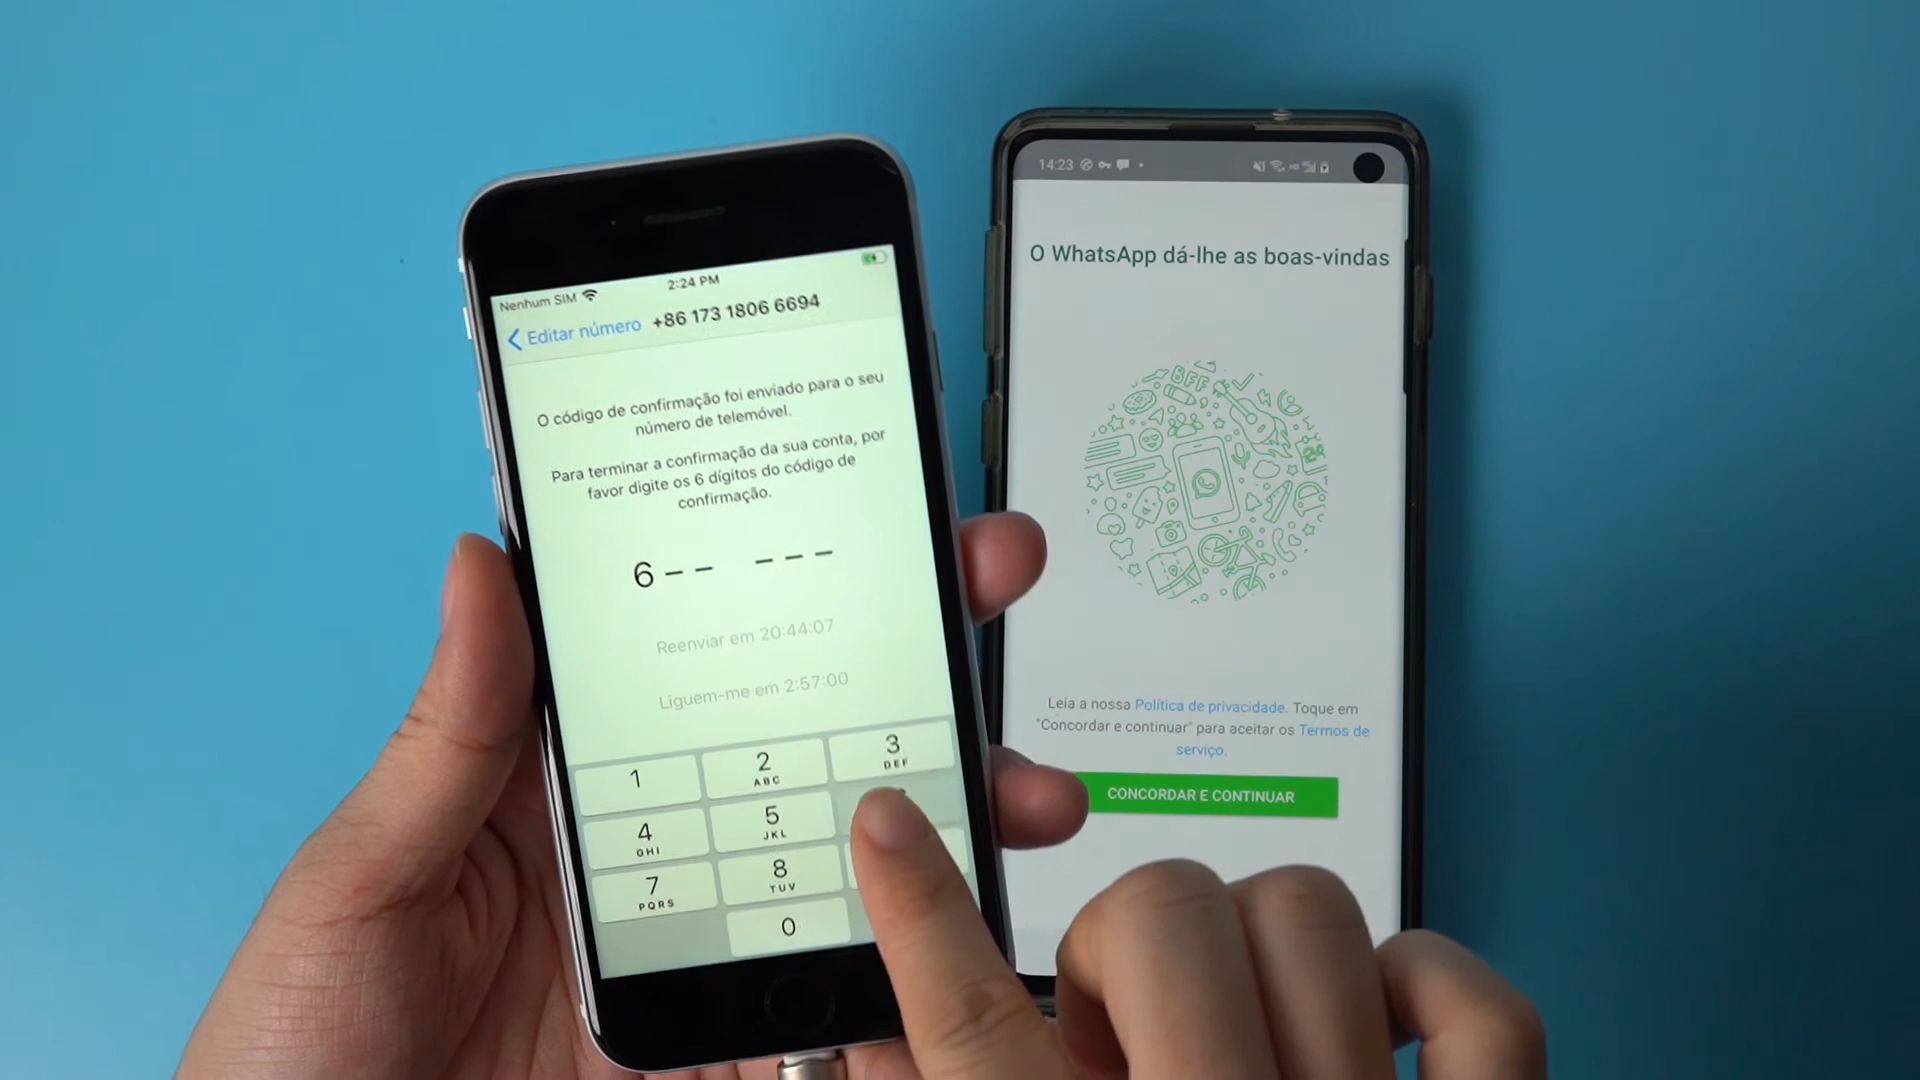 Nenhum SIM
2:24 PM
Editar número
+86 173 1806 6694
O código de confirmação foi enviado para o seu
número de telemóvel.
Para terminar a confirmação da sua conta, por
favor digite os 6 dígitos do código de
confirmação.
6–– –––
Reenviar em 20:44:07
Liguem-me em 2:57:00
1
2
ABC
3
DEF
4
GHI
5
JKL
7
PQRS
8
TUV
0
14:23
O WhatsApp dá-lhe as boas-vindas
BFF
Leia a nossa Política de privacidade. Toque em
"Concordar e continuar" para aceitar os Termos de
serviço.
CONCORDAR E CONTINUAR